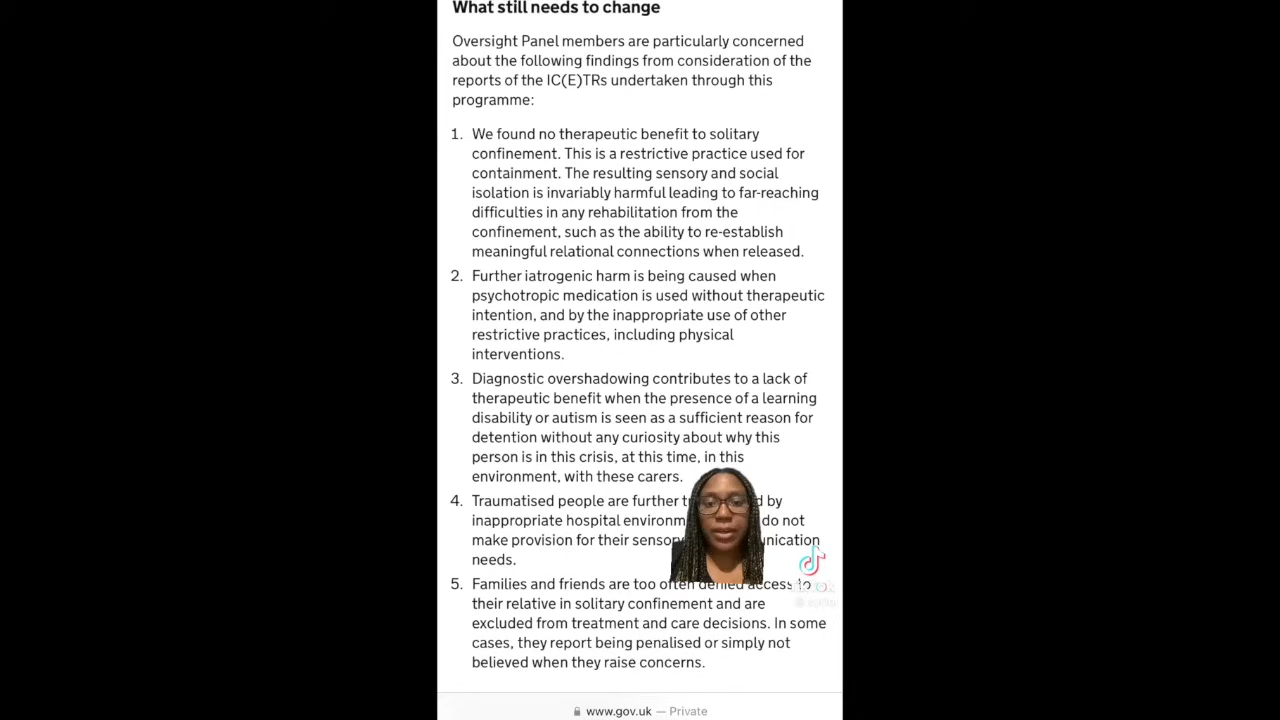 What still needs to change
Oversight Panel members are particularly concerned
about the following findings from consideration of the
reports of the IC(E)TRs undertaken through this
programme:
1. We found no therapeutic benefit to solitary
confinement. This is a restrictive practice used for
containment. The resulting sensory and social
isolation is invariably harmful leading to far-reaching
difficulties in any rehabilitation from the
confinement, such as the ability to re-establish
meaningful relational connections when released.
2. Further iatrogenic harm is being caused when
psychotropic medication is used without therapeutic
intention, and by the inappropriate use of other
restrictive practices, including physical
interventions.
3. Diagnostic overshadowing contributes to a lack of
therapeutic benefit when the presence of a learning
disability or autism is seen as a sufficient reason for
detention without any curiosity about why this
person is in this crisis, at this time, in this
environment, with these carers.
4. Traumatised people are further by
inappropriate hospital do not
make provision for their
needs.
5. Families and friends are too often denied access to
their relative in solitary confinement and are
excluded from treatment and care decisions. In some
cases, they report being penalised or simply not
believed when they raise concerns.
www.gov.uk — Private